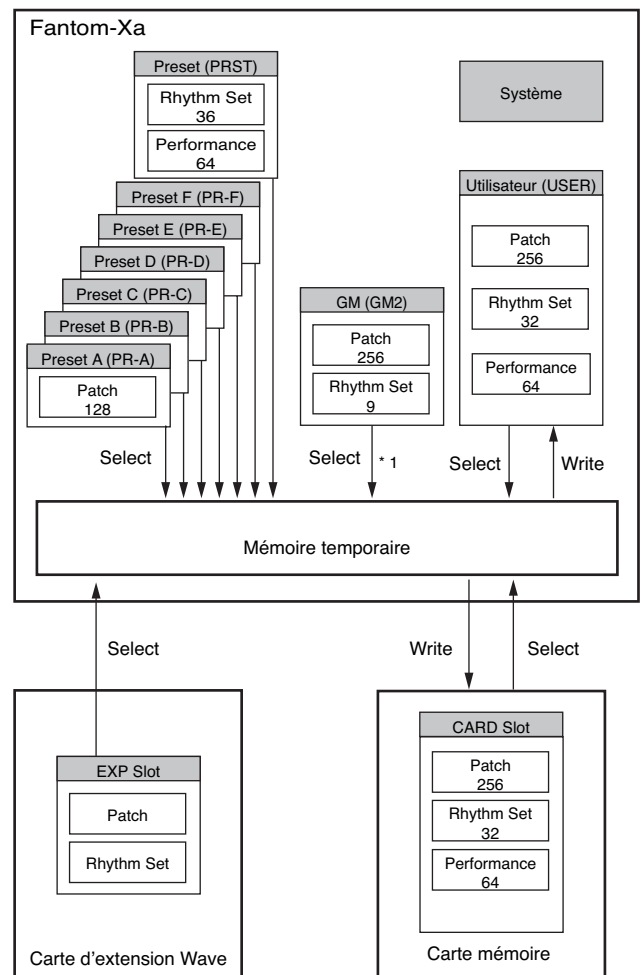 Fantom-Xa
Preset (PRST)
Rhythm Set
36
Performance
64
Preset F (PR-F)
Preset E (PR-E)
Preset D (PR-D)
Preset C (PR-C)
Preset B (PR-B)
Preset A (PR-A)
Patch
128
Système
Utilisateur (USER)
Patch
256
Rhythm Set
32
Performance
64
GM (GM2)
Patch
256
Rhythm Set
9
Select
Select
* 1
Select
Write
Mémoire temporaire
Select
Write
Select
EXP Slot
Patch
Rhythm Set
Carte d'extension Wave
CARD Slot
Patch
256
Rhythm Set
32
Performance
64
Carte mémoire